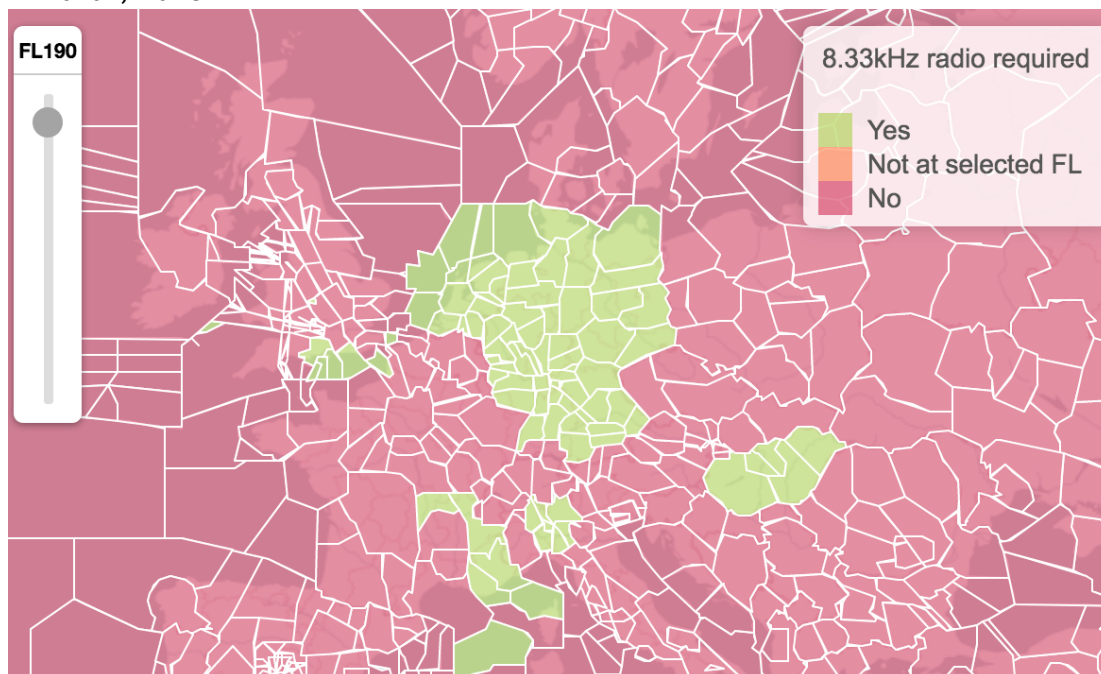 FL190
8.33kHz radio required
Yes
Not at selected FL
No